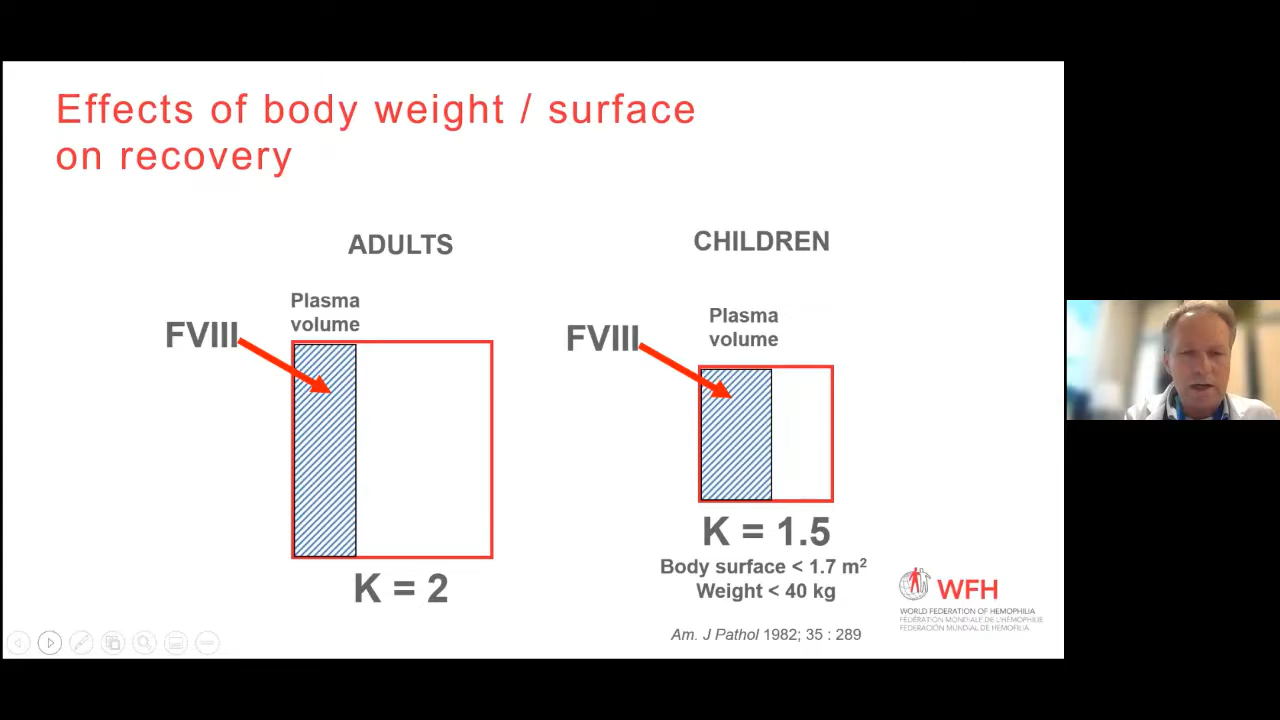 Effects of body weight / surface
on recovery
ADULTS
Plasma
volume
FVIII
K = 2
CHILDREN
Plasma
volume
FVIII
K = 1.5
Body surface < 1.7 m²
Weight < 40 kg
Am. J Pathol 1982; 35 : 289
WFH
WORLD FEDERATION OF HEMOPHILIA
FÉDÉRATION MONDIALE DE L'HÉMOPHILIE
FEDERACIÓN MUNDIAL DE HEMOFILIA